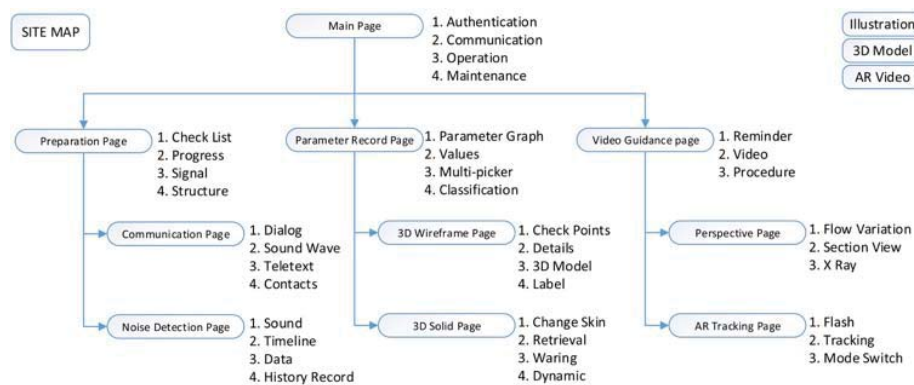 SITE MAP
Main Page
1. Authentication
2. Communication
3. Operation
4. Maintenance
Illustration
3D Model
AR Video
Preparation Page
1. Check List
2. Progress
3. Signal
4. Structure
Parameter Record Page
1. Parameter Graph
2. Values
3. Multi-picker
4. Classification
Video Guidance page
1. Reminder
2. Video
3. Procedure
Communication Page
1. Dialog
2. Sound Wave
3. Teletext
4. Contacts
3D Wireframe Page
1. Check Points
2. Details
3. 3D Model
4. Label
Perspective Page
1. Flow Variation
2. Section View
3. X Ray
Noise Detection Page
1. Sound
2. Timeline
3. Data
4. History Record
3D Solid Page
1. Change Skin
2. Retrieval
3. Waring
4. Dynamic
AR Tracking Page
1. Flash
2. Tracking
3. Mode Switch